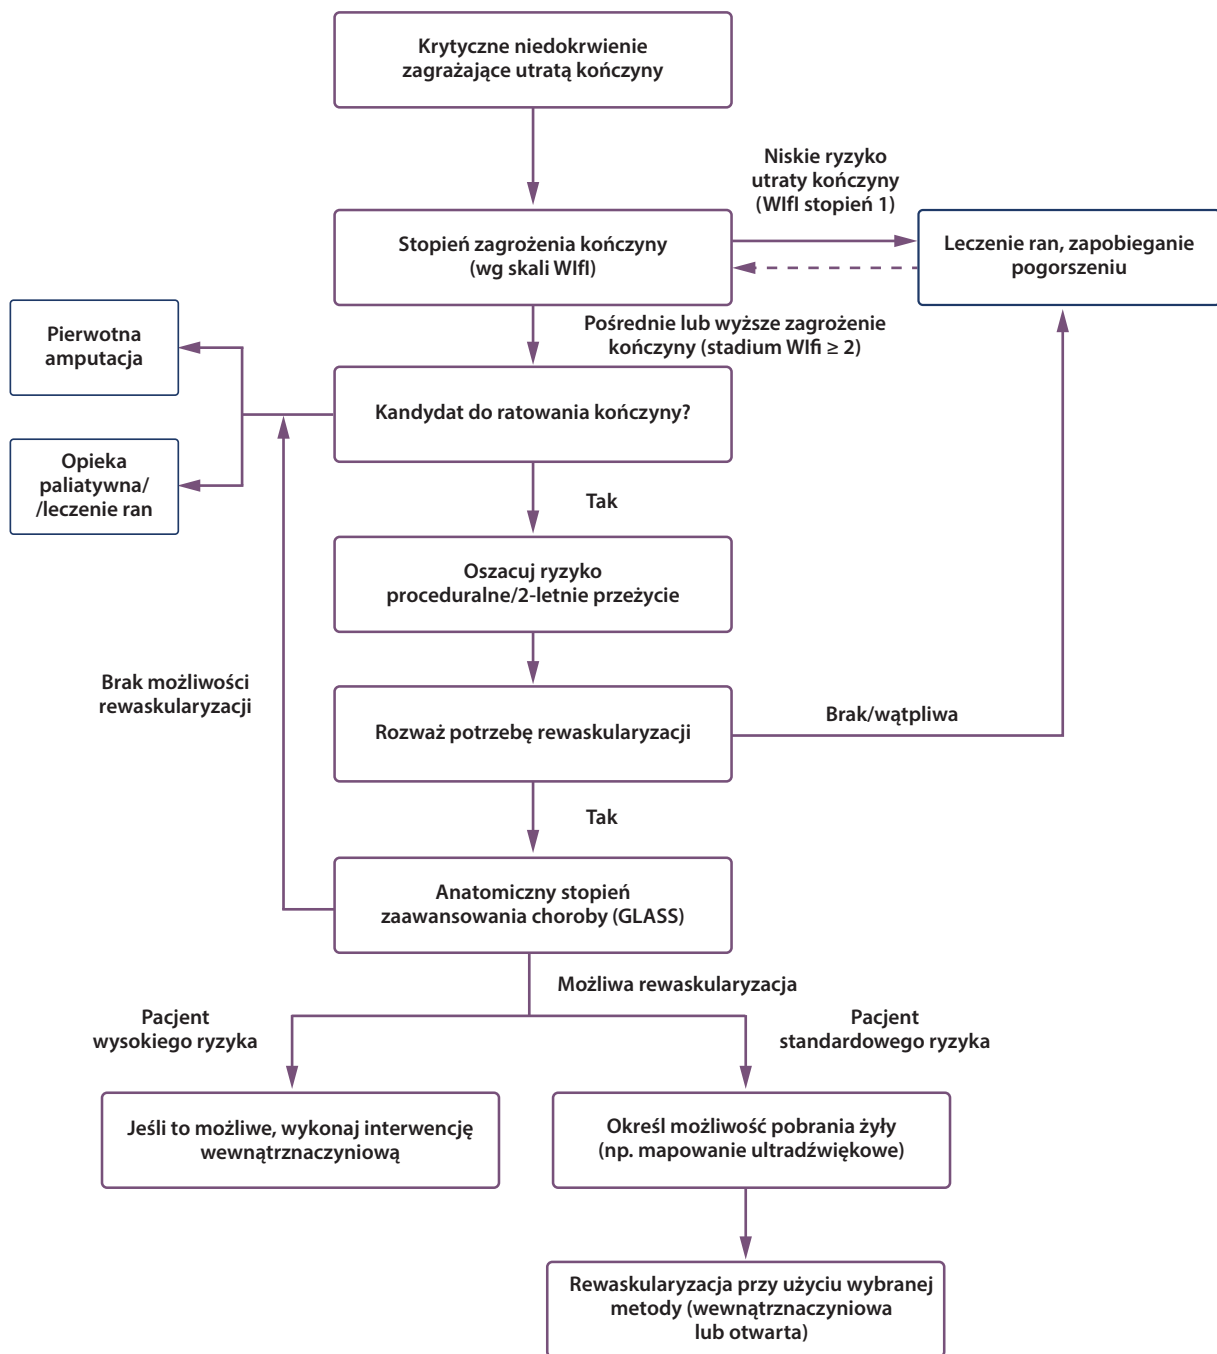 Krytyczne niedokrwienie
zagrażające utratą kończyny
Niskie ryzyko
utraty kończyny
(WIfI stopień 1)
Stopień zagrożenia kończyny
(wg skali WIfI)
Leczenie ran, zapobieganie
pogorszeniu
Pośrednie lub wyższe zagrożenie
kończyny (stadium WIfi ≥ 2)
Pierwotna
amputacja
Kandydat do ratowania kończyny?
Opieka
paliatywna/
/leczenie ran
Tak
Oszacuj ryzyko
proceduralne/2-letnie przeżycie
Brak możliwości
rewaskularyzacji
Rozważ potrzebę rewaskularyzacji
Brak/wątpliwa
Tak
Anatomiczny stopień
zaawansowania choroby (GLASS)
Możliwa rewaskularyzacja
Pacjent
wysokiego ryzyka
Pacjent
standardowego ryzyka
Jeśli to możliwe, wykonaj interwencję
wewnątrznaczyniową
Określ możliwość pobrania żyły
(np. mapowanie ultradźwiękowe)
Rewaskularyzacja przy użyciu wybranej
metody (wewnątrznaczyniowa
lub otwarta)